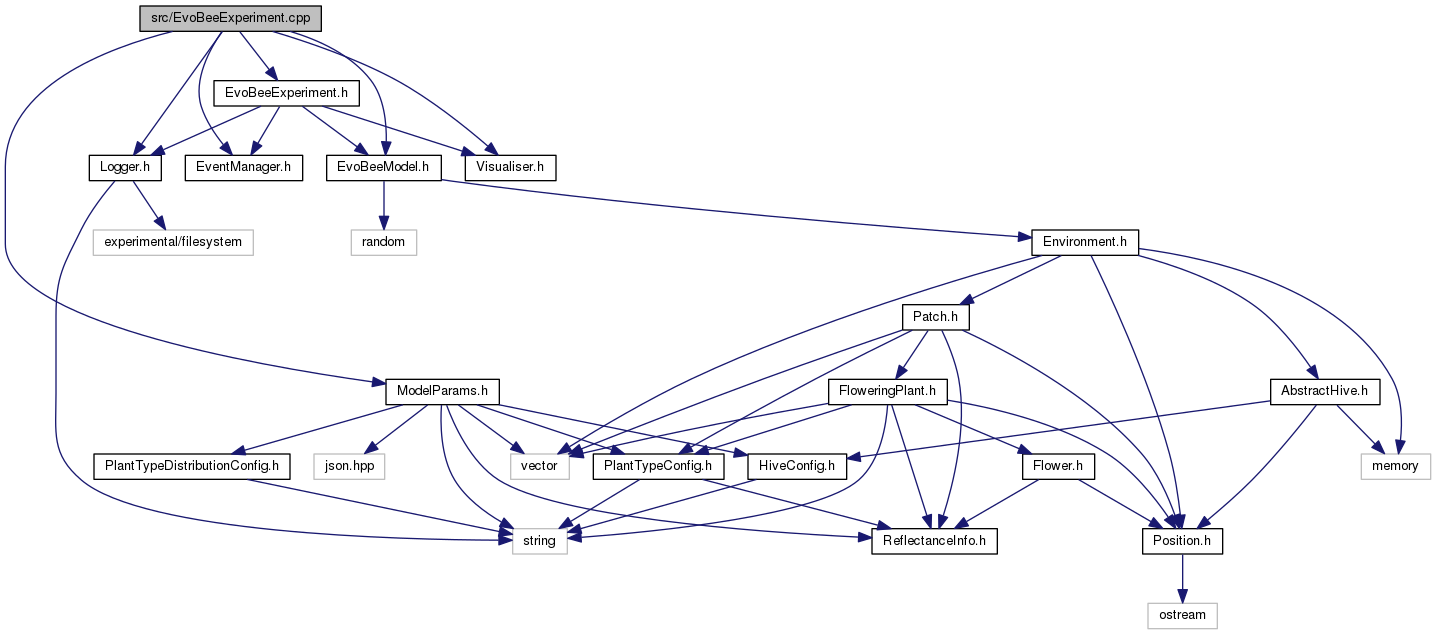 src/EvoBeeExperiment.cpp
EvoBeeExperiment.h
Logger.h
EventManager.h
EvoBeeModel.h
Visualiser.h
experimental/filesystem
random
Environment.h
Patch.h
ModelParams.h
FloweringPlant.h
AbstractHive.h
PlantTypeDistributionConfig.h
json.hpp
vector
PlantTypeConfig.h
HiveConfig.h
Flower.h
memory
string
ReflectanceInfo.h
Position.h
ostream